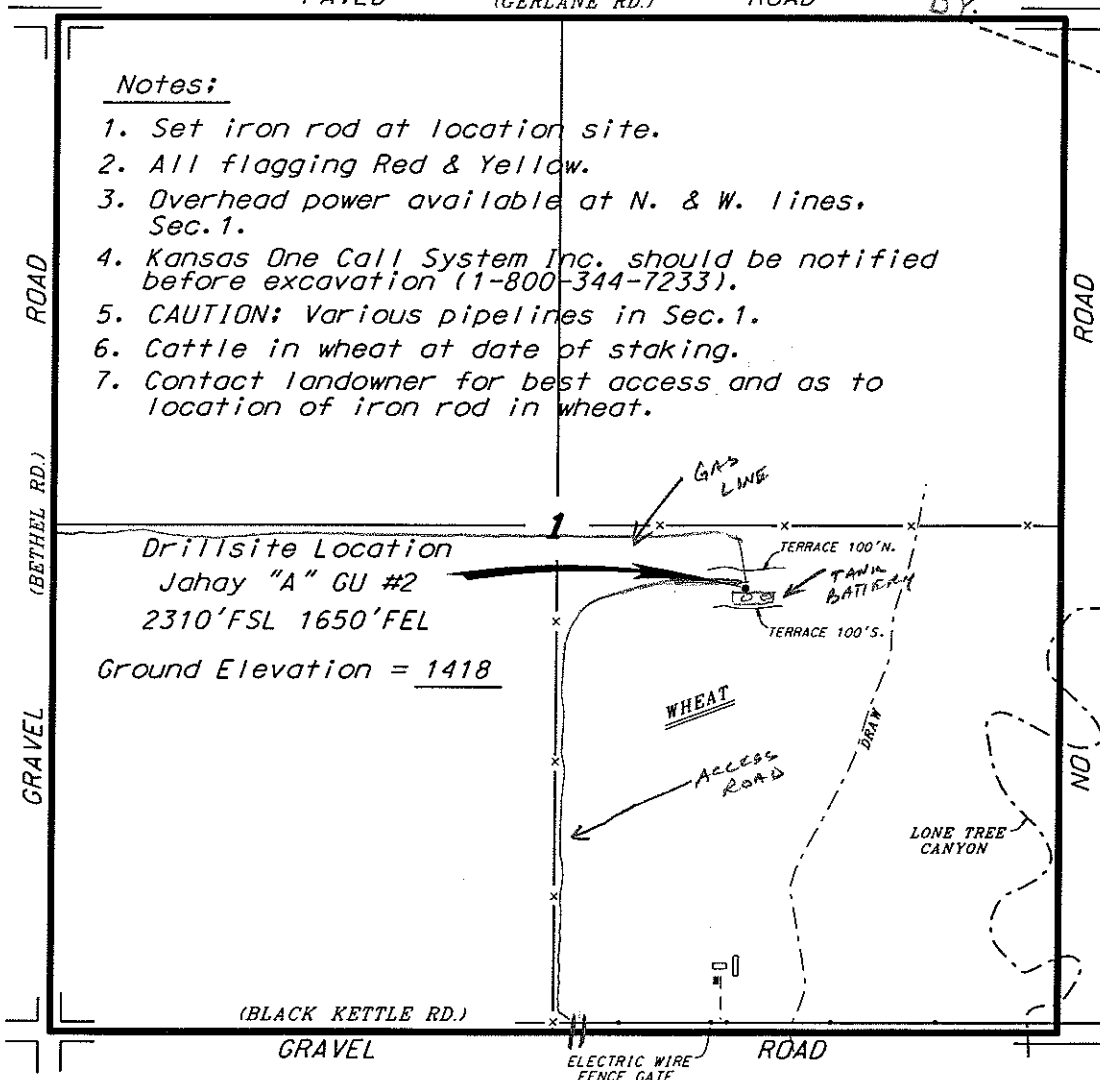 PAVED (GERLANE RD.) ROAD BY.
Notes:
1. Set iron rod at location site.
2. All flagging Red & Yellow.
3. Overhead power available at N. & W. lines,
Sec. 1.
4. Kansas One Call System Inc. should be notified
before excavation (1-800-344-7233).
5. CAUTION: Various pipelines in Sec. 1.
6. Cattle in wheat at date of staking.
7. Contact landowner for best access and as to
location of iron rod in wheat.
ROAD
(BETHEL RD.)
GRAVEL
ROAD
NO
GAS
LINE
1
Drillsite Location
Jahay "A" GU #2
2310'FSL 1650'FEL
Ground Elevation = 1418
TERRACE 100'N.
TANK
BATTERY
TERRACE 100'S.
WHEAT
DRAW
ACCESS
ROAD
LONE TREE
CANYON
(BLACK KETTLE RD.)
GRAVEL ROAD
ELECTRIC WIRE
FENCE GATE